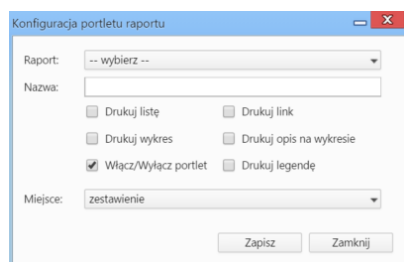 Konfiguracja portletu raportu
Raport: -- wybierz --
Nazwa:
Drukuj listę Drukuj link
Drukuj wykres Drukuj opis na wykresie
Włącz/Wyłącz portlet Drukuj legendę
Miejsce: zestawienie
Zapisz Zamknij